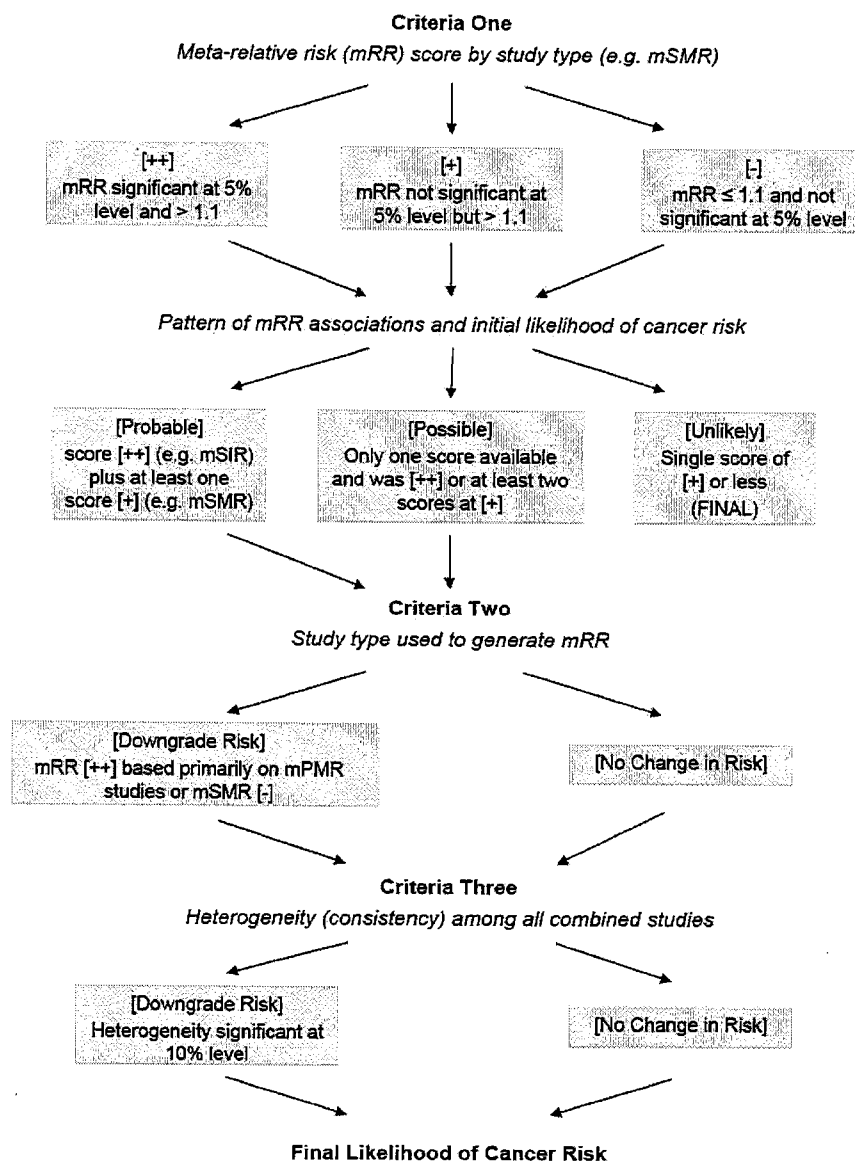 Criteria One
Meta-relative risk (mRR) score by study type (e.g. mSMR)
[++]
mRR significant at 5%
level and > 1.1
[+]
mRR not significant at
5% level but > 1.1
[-]
mRR ≤ 1.1 and not
significant at 5% level
Pattern of mRR associations and initial likelihood of cancer risk
[Probable]
score [++] (e.g. mSIR)
plus at least one
score [+] (e.g. mSMR)
[Possible]
Only one score available
and was [++] or at least two
scores at [+]
[Unlikely]
Single score of
[+] or less
(FINAL)
Criteria Two
Study type used to generate mRR
[Downgrade Risk]
mRR [++] based primarily on mPMR
studies or mSMR [-]
[No Change in Risk]
Criteria Three
Heterogeneity (consistency) among all combined studies
[Downgrade Risk]
Heterogeneity significant at
10% level
[No Change in Risk]
Final Likelihood of Cancer Risk